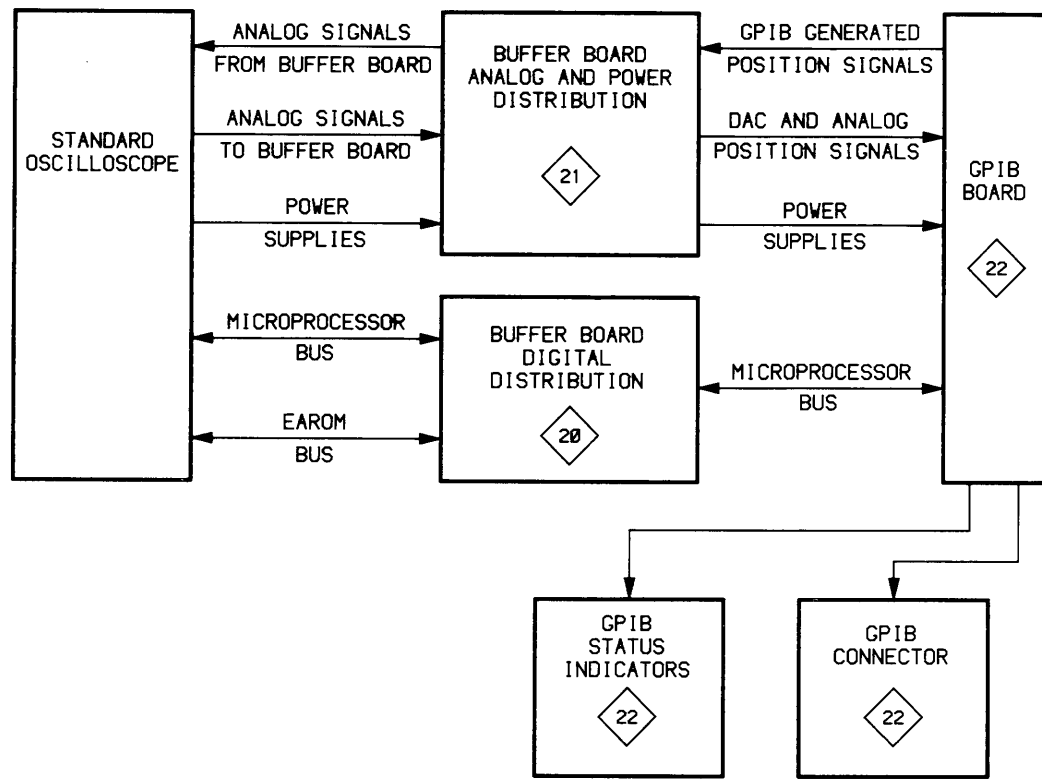 STANDARD
OSCILLOSCOPE
ANALOG SIGNALS
FROM BUFFER BOARD
ANALOG SIGNALS
TO BUFFER BOARD
POWER
SUPPLIES
MICROPROCESSOR
BUS
EAROM
BUS
BUFFER BOARD
ANALOG AND POWER
DISTRIBUTION
21
BUFFER BOARD
DIGITAL
DISTRIBUTION
20
GPIB GENERATED
POSITION SIGNALS
DAC AND ANALOG
POSITION SIGNALS
POWER
SUPPLIES
MICROPROCESSOR
BUS
GPIB
BOARD
22
GPIB
STATUS
INDICATORS
22
GPIB
CONNECTOR
22